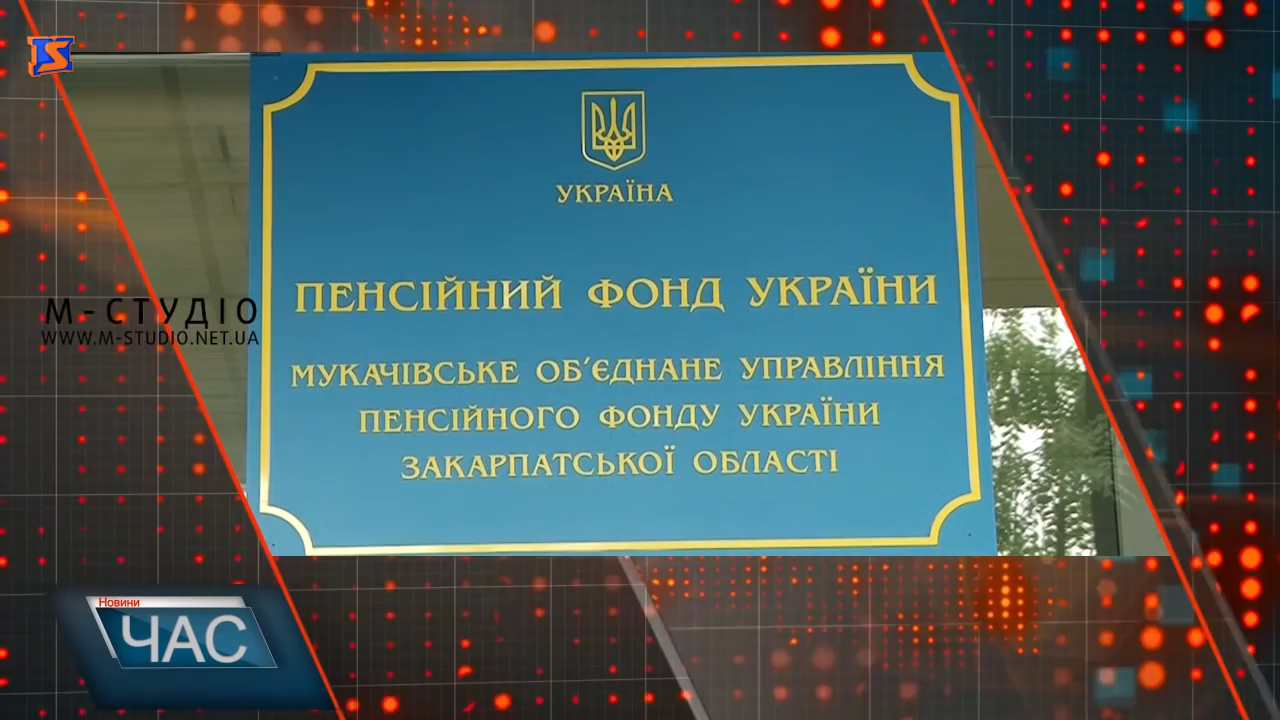 УКРАЇНА
ПЕНСІЙНИЙ ФОНД УКРАЇНИ
МУКАЧІВСЬКЕ ОБ'ЄДНАНЕ УПРАВЛІННЯ
ПЕНСІЙНОГО ФОНДУ УКРАЇНИ
ЗАКАРПАТСЬКОЇ ОБЛАСТІ
М-СТУДІО
WWW.M-STUDIO.NET.UA
Новини
ЧАС